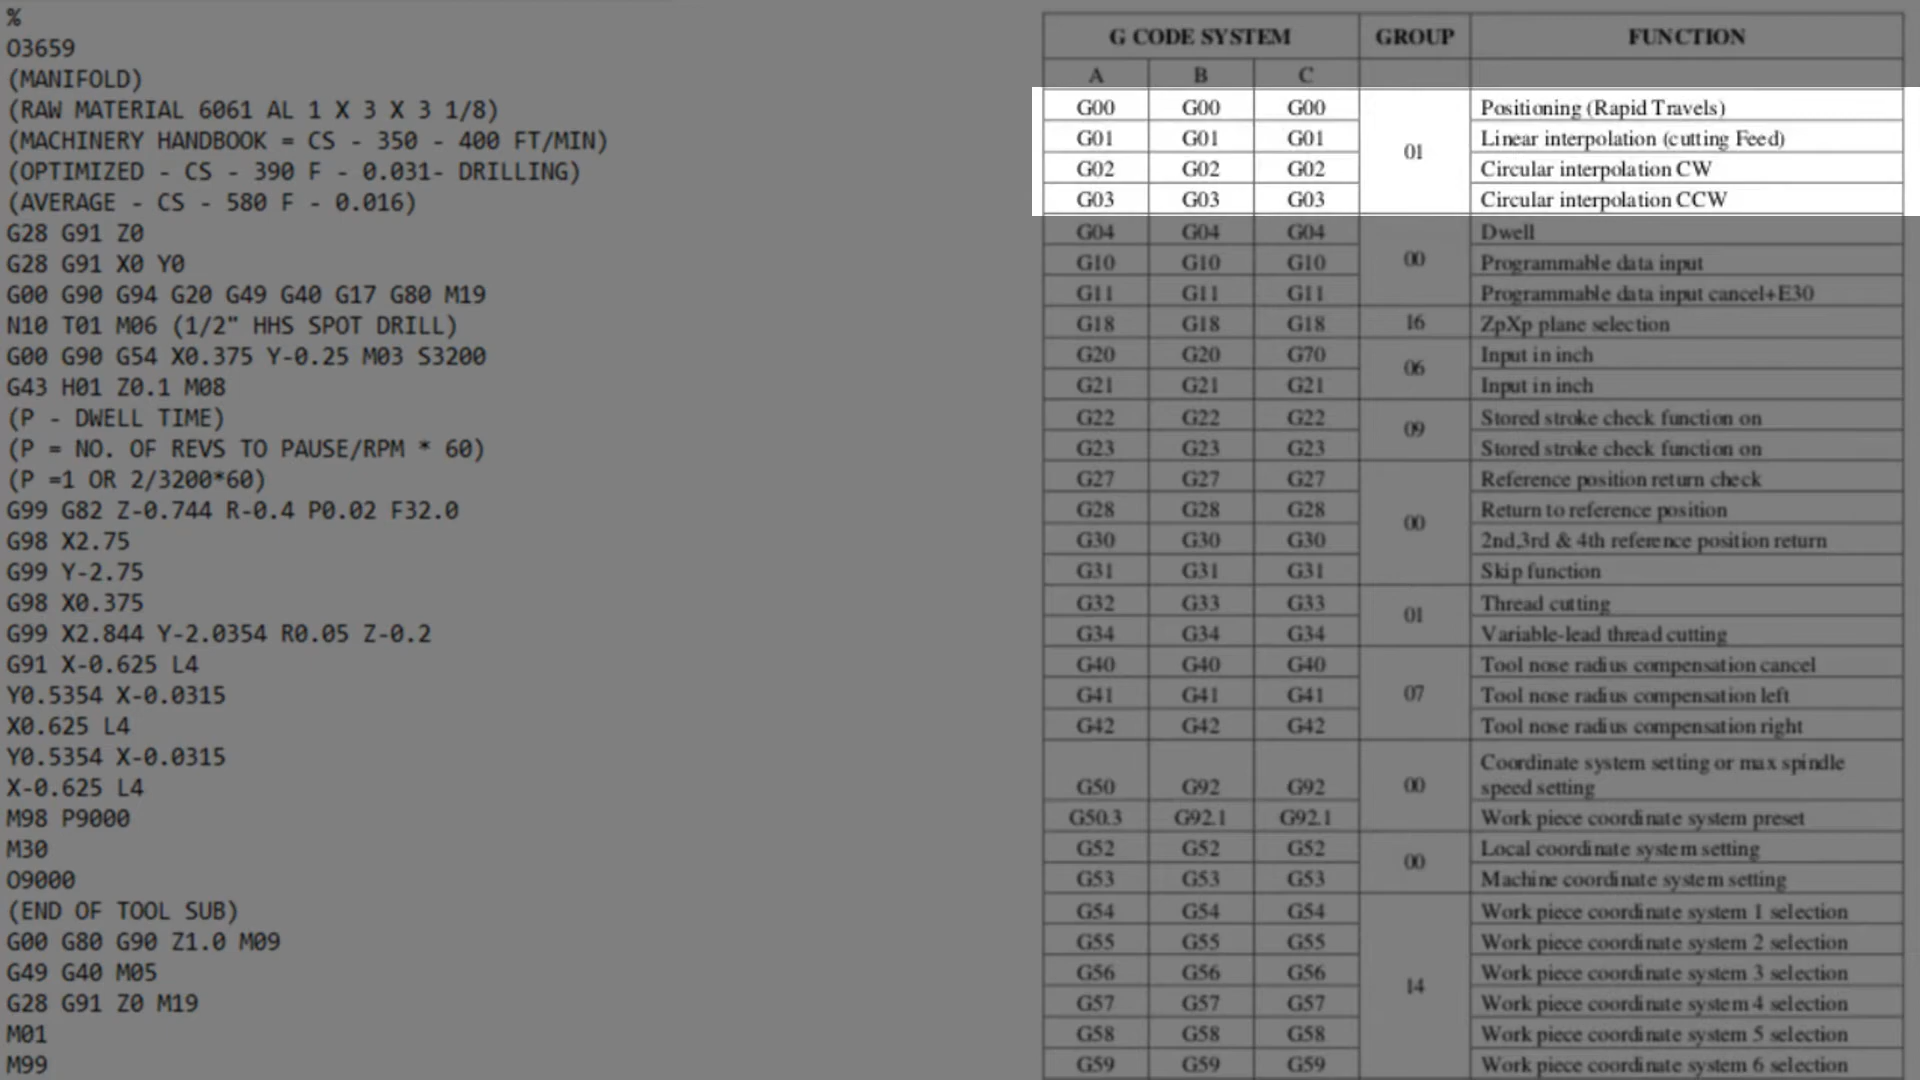 %
O3659
(MANIFOLD)
(RAW MATERIAL 6061 AL 1 X 3 X 3 1/8)
(MACHINERY HANDBOOK = CS - 350 - 400 FT/MIN)
(OPTIMIZED - CS - 390 F - 0.031- DRILLING)
(AVERAGE - CS - 580 F - 0.016)
G28 G91 Z0
G28 G91 X0 Y0
G00 G90 G94 G20 G49 G40 G17 G80 M19
N10 T01 M06 (1/2" HHS SPOT DRILL)
G00 G90 G54 X0.375 Y-0.25 M03 S3200
G43 H01 Z0.1 M08
(P - DWELL TIME)
(P = NO. OF REVS TO PAUSE/RPM * 60)
(P =1 OR 2/3200*60)
G99 G82 Z-0.744 R-0.4 P0.02 F32.0
G98 X2.75
G99 Y-2.75
G98 X0.375
G99 X2.844 Y-2.0354 R0.05 Z-0.2
G91 X-0.625 L4
Y0.5354 X-0.0315
X0.625 L4
Y0.5354 X-0.0315
X-0.625 L4
M98 P9000
M30
O9000
(END OF TOOL SUB)
G00 G80 G90 Z1.0 M09
G49 G40 M05
G28 G91 Z0 M19
M01
M99
G CODE SYSTEM GROUP FUNCTION
A B C
G00 G00 G00 01 Positioning (Rapid Travels)
G01 G01 G01 Linear interpolation (cutting Feed)
G02 G02 G02 Circular interpolation CW
G03 G03 G03 Circular interpolation CCW
G04 G04 G04 00 Dwell
G10 G10 G10 Programmable data input
G11 G11 G11 Programmable data input cancel+E30
G18 G18 G18 16 ZpXp plane selection
G20 G20 G70 06 Input in inch
G21 G21 G21 Input in inch
G22 G22 G22 09 Stored stroke check function on
G23 G23 G23 Stored stroke check function on
G27 G27 G27 00 Reference position return check
G28 G28 G28 Return to reference position
G30 G30 G30 2nd,3rd & 4th reference position return
G31 G31 G31 Skip function
G32 G33 G33 01 Thread cutting
G34 G34 G34 Variable-lead thread cutting
G40 G40 G40 07 Tool nose radius compensation cancel
G41 G41 G41 Tool nose radius compensation left
G42 G42 G42 Tool nose radius compensation right
G50 G92 G92 00 Coordinate system setting or max spindle
speed setting
G50.3 G92.1 G92.1 Work piece coordinate system preset
G52 G52 G52 00 Local coordinate system setting
G53 G53 G53 Machine coordinate system setting
G54 G54 G54 14 Work piece coordinate system 1 selection
G55 G55 G55 Work piece coordinate system 2 selection
G56 G56 G56 Work piece coordinate system 3 selection
G57 G57 G57 Work piece coordinate system 4 selection
G58 G58 G58 Work piece coordinate system 5 selection
G59 G59 G59 Work piece coordinate system 6 selection